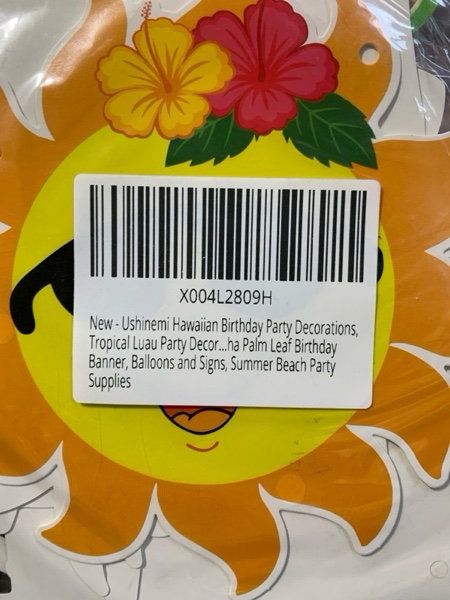 X004L2809H
New - Ushinemi Hawaiian Birthday Party Decorations,
Tropical Luau Party Decor...ha Palm Leaf Birthday
Banner, Balloons and Signs, Summer Beach Party
Supplies